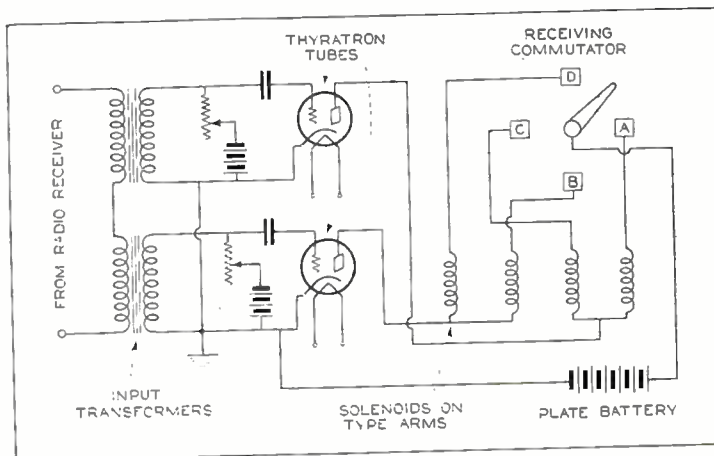 THYRATRON
TUBES
RECEIVING
COMMUTATOR
D
C
A
B
FROM RADIO RECEIVER
INPUT
TRANSFORMERS
SOLENOIDS ON
TYPE ARMS
PLATE BATTERY